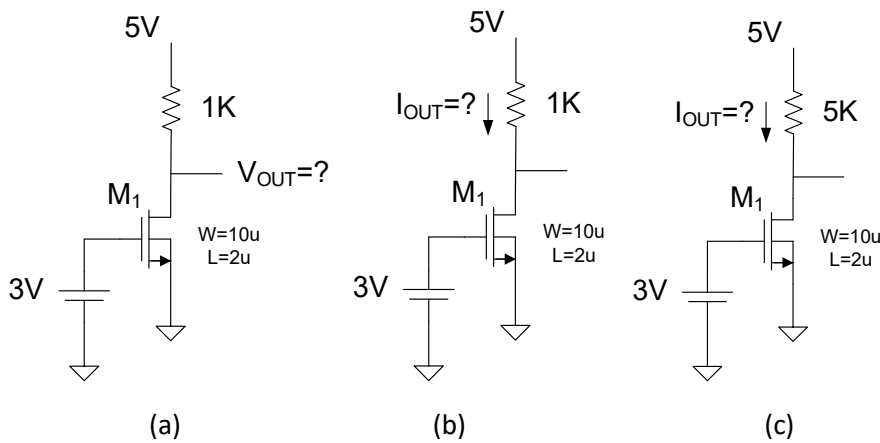 5V
1K
V_OUT=?
M1
W=10u
L=2u
3V
(a)
5V
I_OUT=?
1K
M1
W=10u
L=2u
3V
(b)
5V
I_OUT=?
5K
M1
W=10u
L=2u
3V
(c)